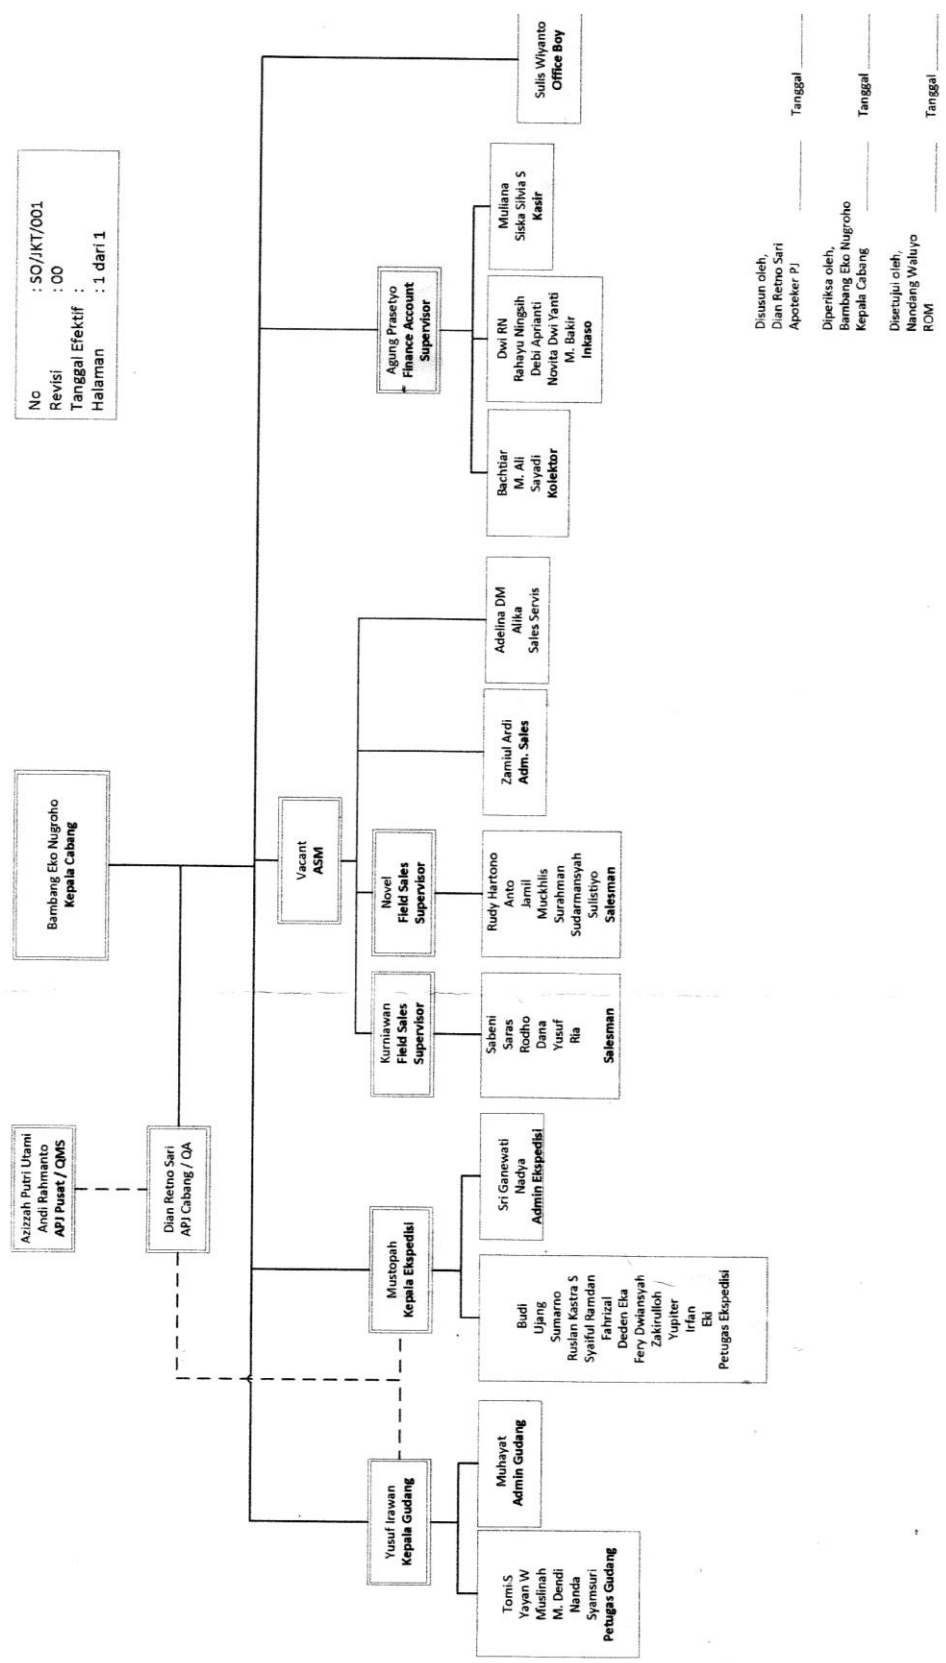 No : SO/JKT/001
Revisi : 00
Tanggal Efektif :
Halaman : 1 dari 1
Azizzah Putri Utami
Andi Rahmanto
APJ Pusat / QMS
Bambang Eko Nugroho
Kepala Cabang
Dian Retno Sari
APJ Cabang / QA
Vacant
ASM
Yusuf Irawan
Kepala Gudang
Mustopah
Kepala Ekspedisi
Kurniawan
Field Sales
Supervisor
Novel
Field Sales
Supervisor
Agung Prasetyo
Finance Account
Supervisor
Tomi S
Yayan W
Muslinah
M. Dendi
Nanda
Syamsuri
Petugas Gudang
Muhayat
Admin Gudang
Budi
Ujang
Sumarno
Ruslan Kastra S
Syaiful Ramdan
Fahrizal
Deden Eka
Fery Dwiansyah
Zakirulloh
Yupiter
Irfan
Eki
Petugas Ekspedisi
Sri Ganewati
Nadya
Admin Ekspedisi
Sabeni
Saras
Rodho
Dana
Yusuf
Ria
Salesman
Rudy Hartono
Anto
Jamil
Muckhlis
Surahman
Sudarmansyah
Sulistiyo
Salesman
Zamiul Ardi
Adm. Sales
Adelina DM
Alika
Sales Servis
Bachtiar
M. Ali
Sayadi
Kolektor
Dwi RN
Rahayu Ningsih
Debi Aprianti
Novita Dwi Yanti
M. Bakir
Inkaso
Muliana
Siska Silvia S
Kasir
Sulis Wiyanto
Office Boy
Disusun oleh,
Dian Retno Sari
Apoteker PJ Tanggal
Diperiksa oleh,
Bambang Eko Nugroho
Kepala Cabang Tanggal
Disetujui oleh,
Nandang Waluyo
ROM Tanggal